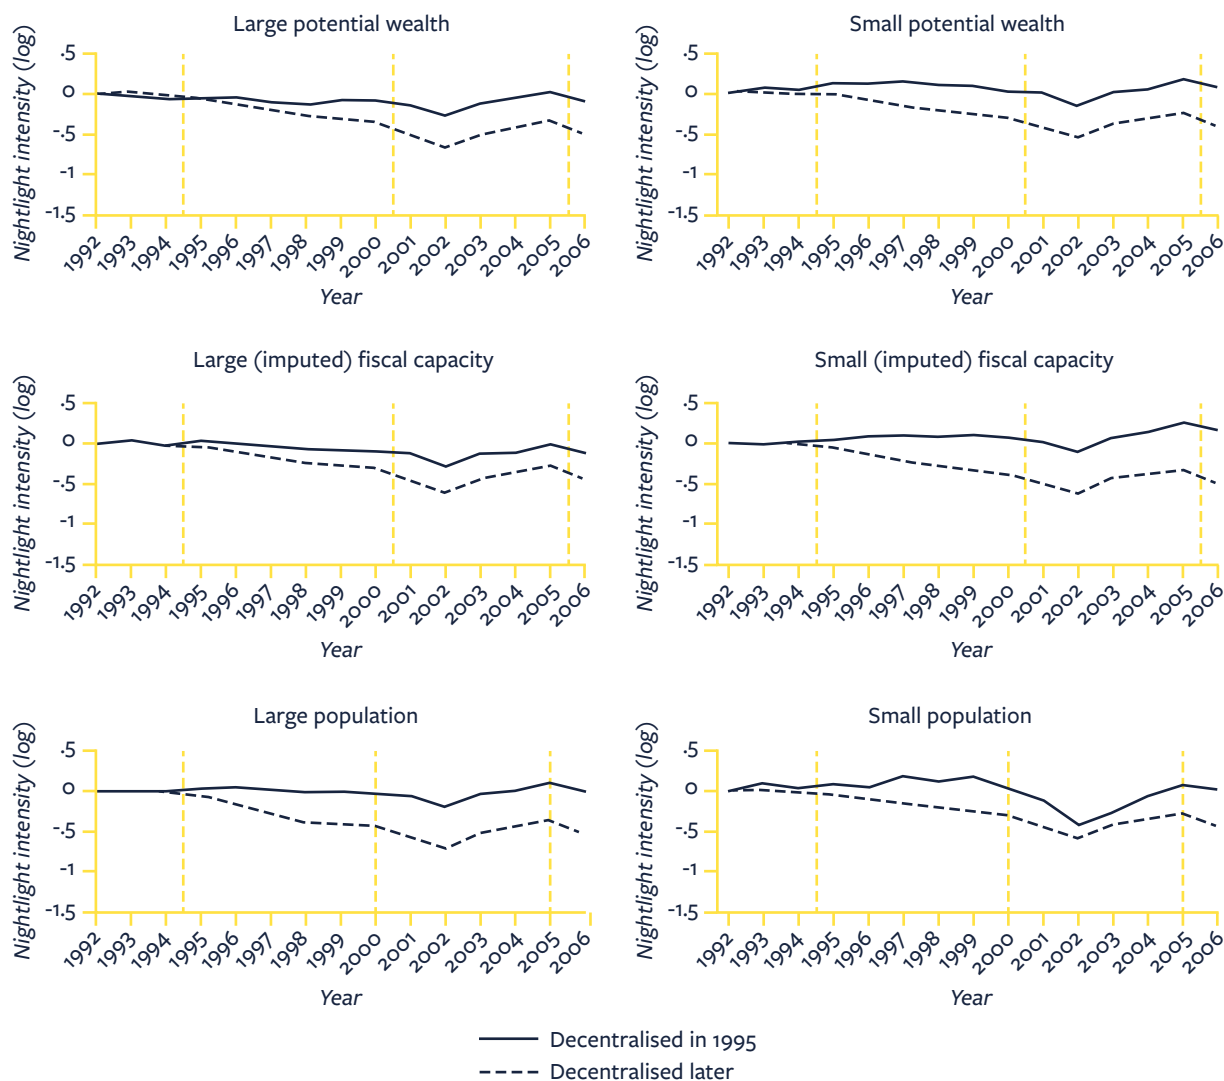 Large potential wealth
Nightlight intensity (log)
.5
0
-.5
-1
-1.5
1992 1993 1994 1995 1996 1997 1998 1999 2000 2001 2002 2003 2004 2005 2006
Year
Small potential wealth
Nightlight intensity (log)
.5
0
-.5
-1
-1.5
1992 1993 1994 1995 1996 1997 1998 1999 2000 2001 2002 2003 2004 2005 2006
Year
Large (imputed) fiscal capacity
Nightlight intensity (log)
.5
0
-.5
-1
-1.5
1992 1993 1994 1995 1996 1997 1998 1999 2000 2001 2002 2003 2004 2005 2006
Year
Small (imputed) fiscal capacity
Nightlight intensity (log)
.5
0
-.5
-1
-1.5
1992 1993 1994 1995 1996 1997 1998 1999 2000 2001 2002 2003 2004 2005 2006
Year
Large population
Nightlight intensity (log)
.5
0
-.5
-1
-1.5
1992 1993 1994 1995 1996 1997 1998 1999 2000 2001 2002 2003 2004 2005 2006
Year
Small population
Nightlight intensity (log)
.5
0
-.5
-1
-1.5
1992 1993 1994 1995 1996 1997 1998 1999 2000 2001 2002 2003 2004 2005 2006
Year
Decentralised in 1995
Decentralised later